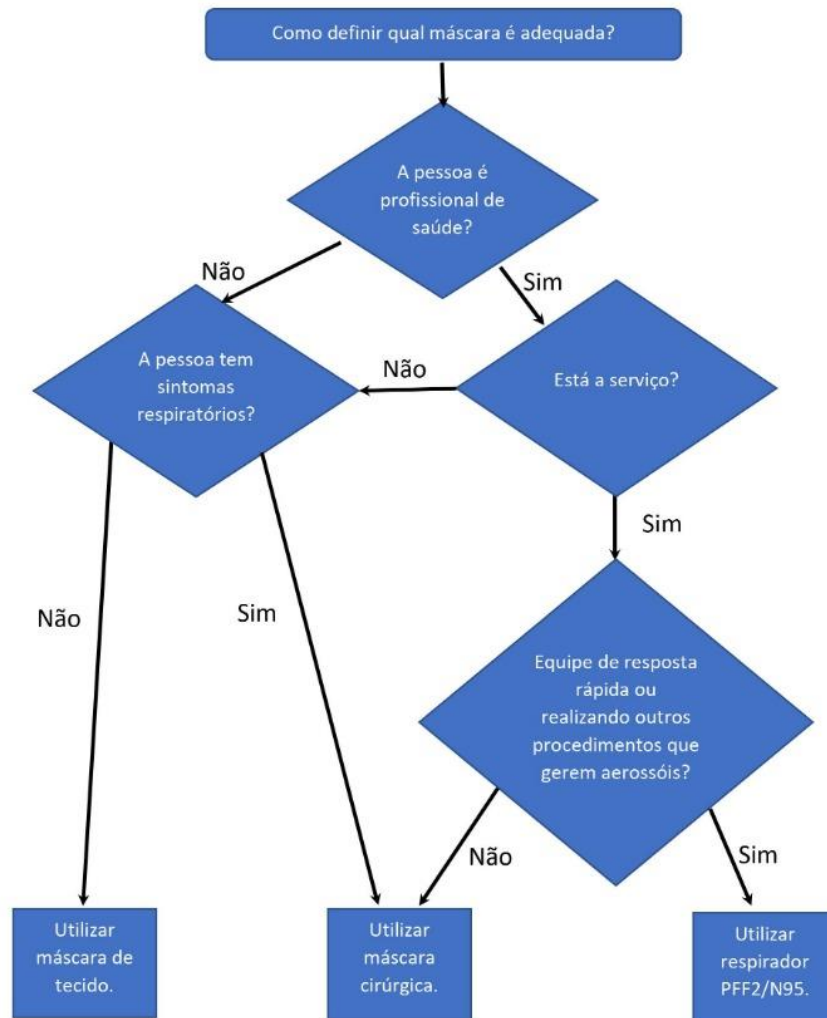 Como definir qual máscara é adequada?
A pessoa é
profissional de
saúde?
Não
Sim
A pessoa tem
sintomas
respiratórios?
Não
Está a serviço?
Sim
Não
Sim
Equipe de resposta
rápida ou
realizando outros
procedimentos que
gerem aerossóis?
Não
Sim
Utilizar
máscara de
tecido.
Utilizar
máscara
cirúrgica.
Utilizar
respirador
PFF2/N95.